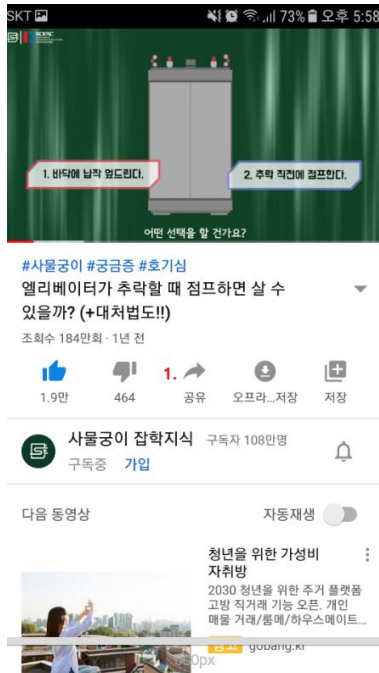 SKT 73% 오후 5:58
KOFAC
1. 바닥에 납작 엎드린다.
2. 추락 직전에 점프한다.
어떤 선택을 할 건가요?
#사물궁이 #궁금증 #호기심
엘리베이터가 추락할 때 점프하면 살 수
있을까? (+대처법도!!)
조회수 184만회 · 1년 전
1.
1.9만 464 공유 오프라...저장 저장
사물궁이 잡학지식 구독자 108만명
구독중 가입
다음 동영상 자동재생
청년을 위한 가성비
자취방
2030 청년을 위한 주거 플랫폼
고방 직거래 기능 오픈. 개인
매물 거래/룸메/하우스메이트...
광고 gobang.kr